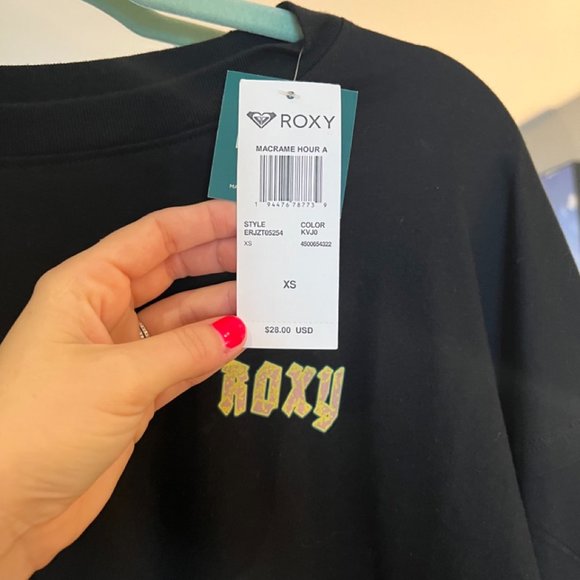 ROXY
MACRAME HOUR A
1 94476 78773 9
STYLE COLOR
ERJZT05254 KVJ0
XS 4500654322
XS
$28.00 USD
ROXY